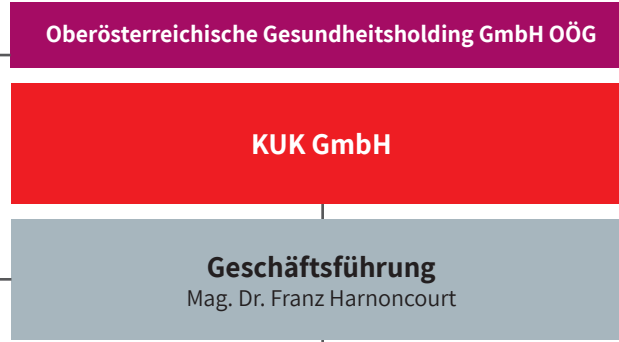 Oberösterreichische Gesundheitsholding GmbH OÖG
KUK GmbH
Geschäftsführung
Mag. Dr. Franz Harnoncourt